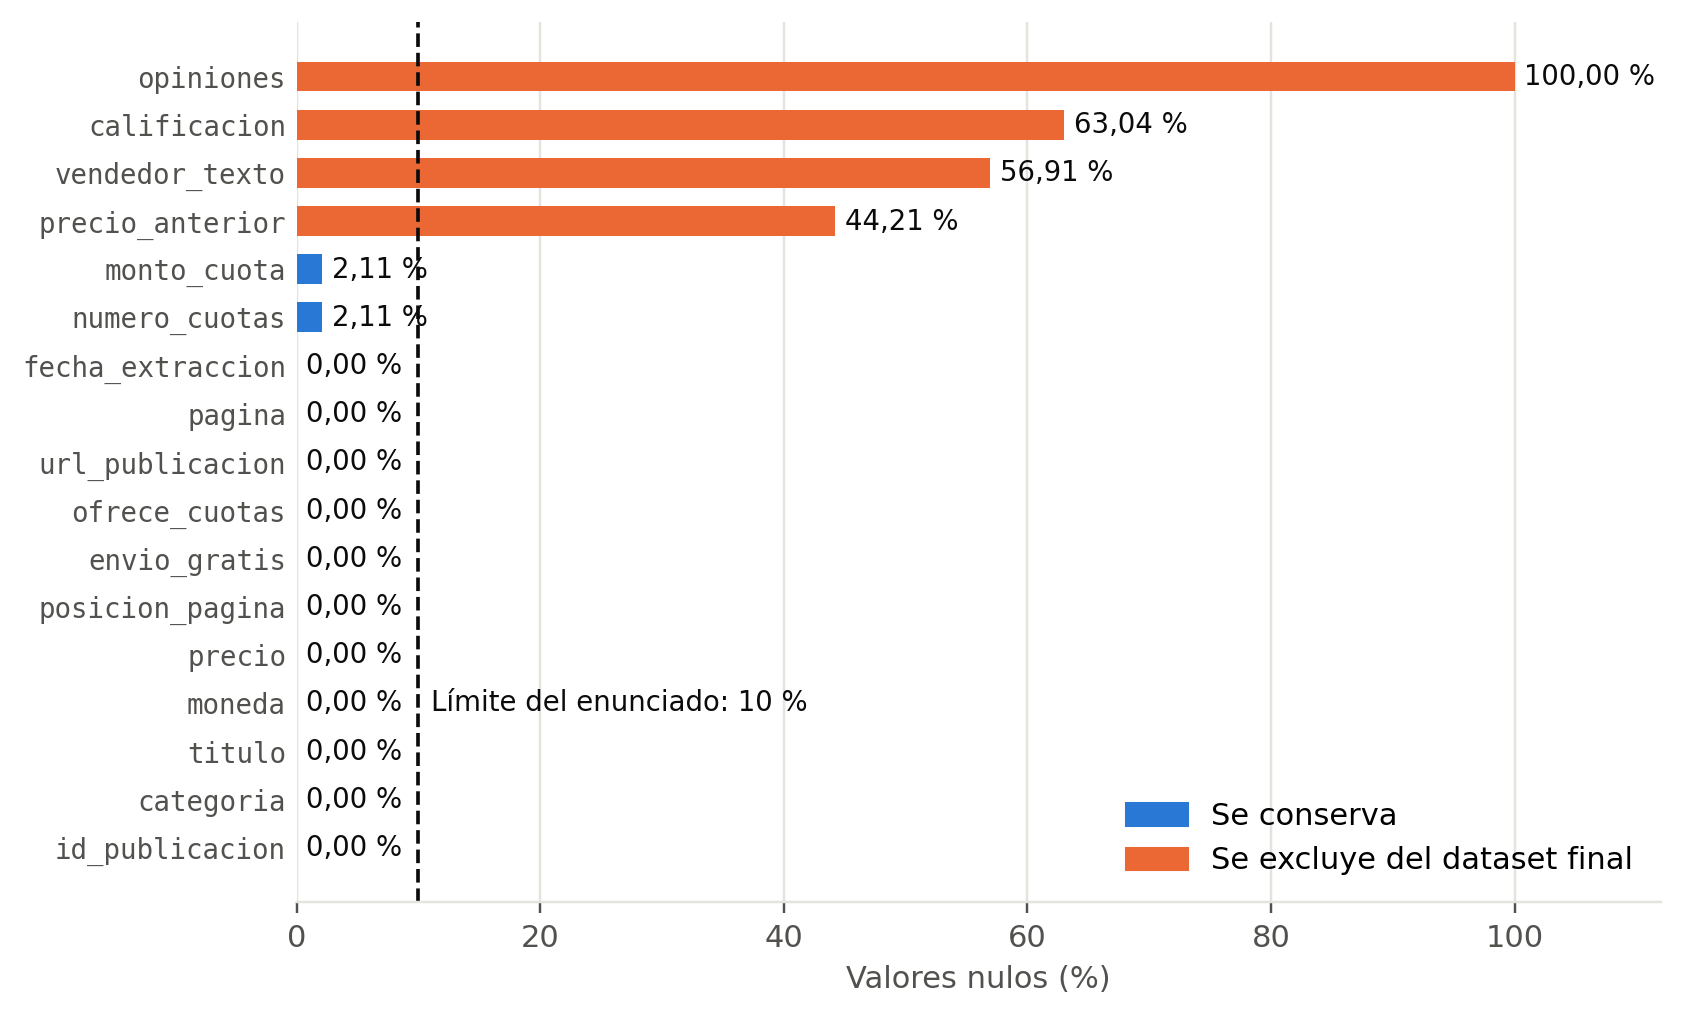 opiniones 100,00 %
calificacion 63,04 %
vendedor_texto 56,91 %
precio_anterior 44,21 %
monto_cuota 2,11 %
numero_cuotas 2,11 %
fecha_extraccion 0,00 %
pagina 0,00 %
url_publicacion 0,00 %
ofrece_cuotas 0,00 %
envio_gratis 0,00 %
posicion_pagina 0,00 %
precio 0,00 %
moneda 0,00 % Límite del enunciado: 10 %
titulo 0,00 %
categoria 0,00 %
id_publicacion 0,00 %
Se conserva
Se excluye del dataset final
0 20 40 60 80 100
Valores nulos (%)